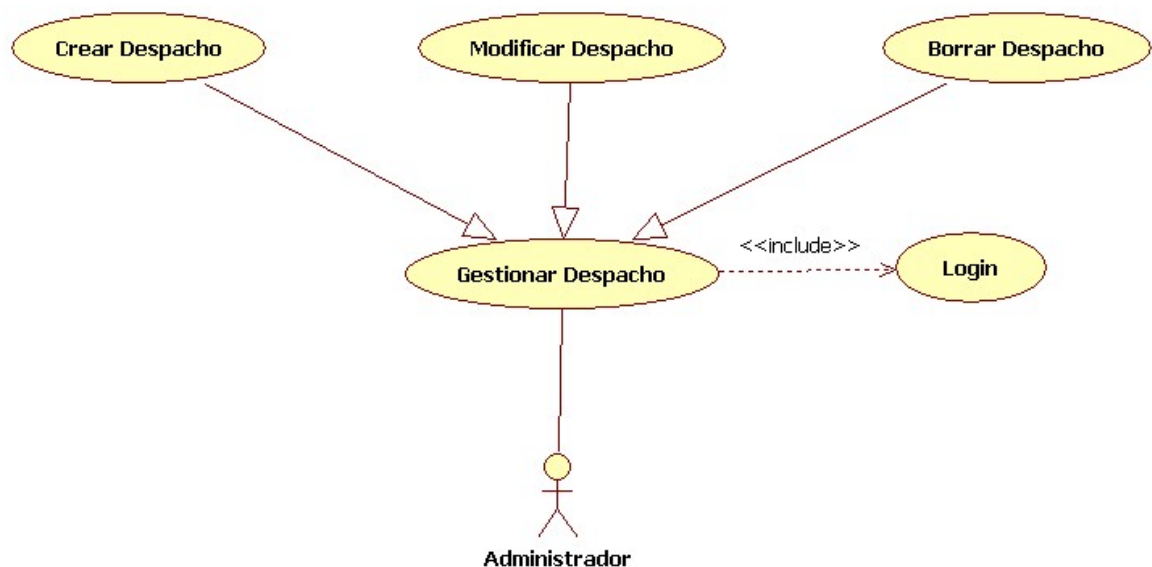 Crear Despacho
Modificar Despacho
Borrar Despacho
<<include>>
Gestionar Despacho
Login
Administrador